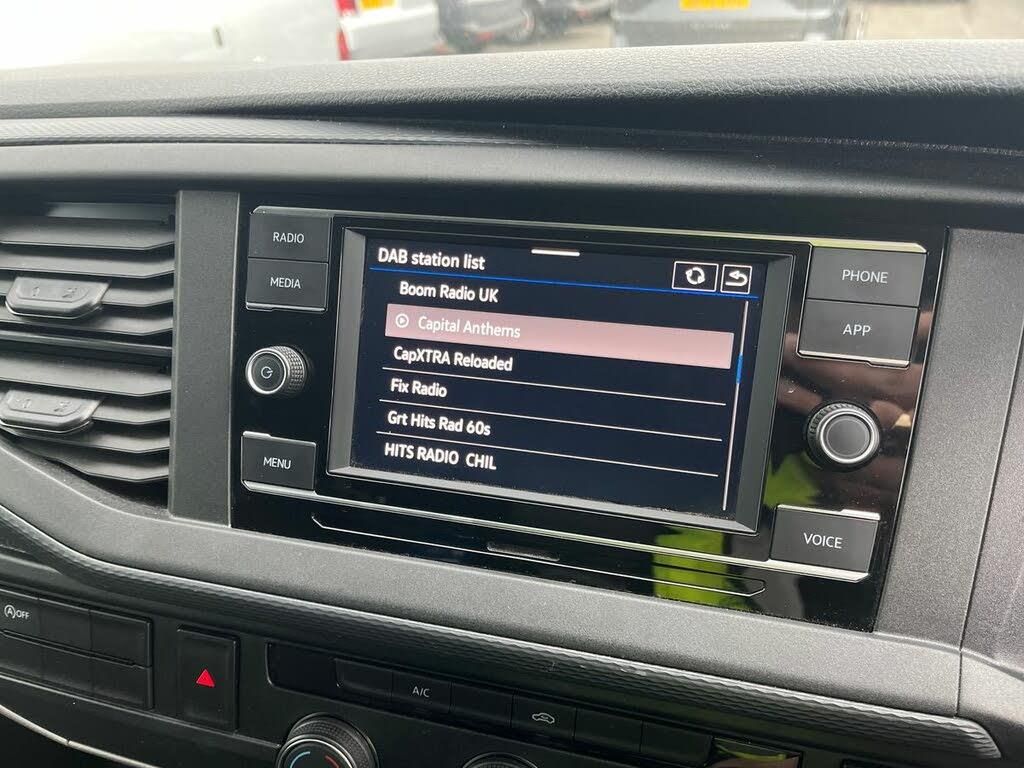 RADIO
MEDIA
MENU
DAB station list
Boom Radio UK
Capital Anthems
CapXTRA Reloaded
Fix Radio
Grt Hits Rad 60s
HITS RADIO CHIL
PHONE
APP
VOICE
A OFF
A/C